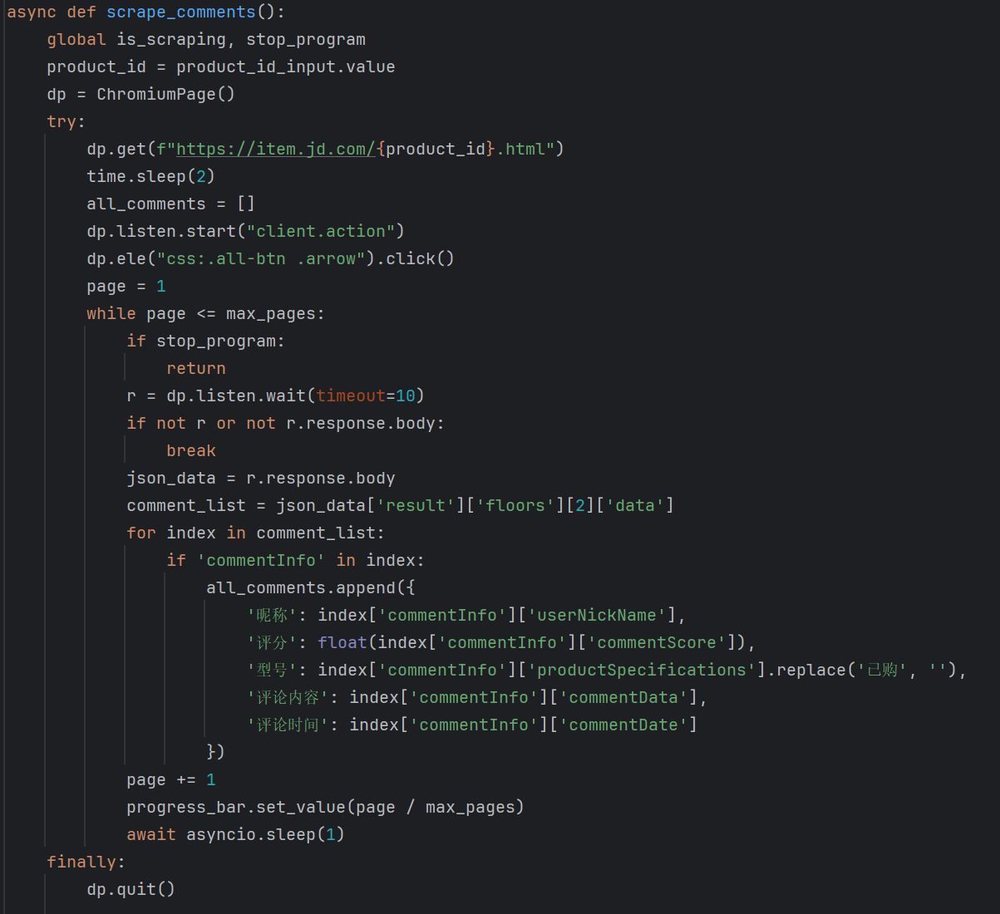 async def scrape_comments():
    global is_scraping, stop_program
    product_id = product_id_input.value
    dp = ChromiumPage()
    try:
        dp.get(f"https://item.jd.com/{product_id}.html")
        time.sleep(2)
        all_comments = []
        dp.listen.start("client.action")
        dp.ele("css:.all-btn .arrow").click()
        page = 1
        while page <= max_pages:
            if stop_program:
                return
            r = dp.listen.wait(timeout=10)
            if not r or not r.response.body:
                break
            json_data = r.response.body
            comment_list = json_data['result']['floors'][2]['data']
            for index in comment_list:
                if 'commentInfo' in index:
                    all_comments.append({
                        '昵称': index['commentInfo']['userNickName'],
                        '评分': float(index['commentInfo']['commentScore']),
                        '型号': index['commentInfo']['productSpecifications'].replace('已购', ''),
                        '评论内容': index['commentInfo']['commentData'],
                        '评论时间': index['commentInfo']['commentDate']
                    })
            page += 1
            progress_bar.set_value(page / max_pages)
            await asyncio.sleep(1)
    finally:
        dp.quit()